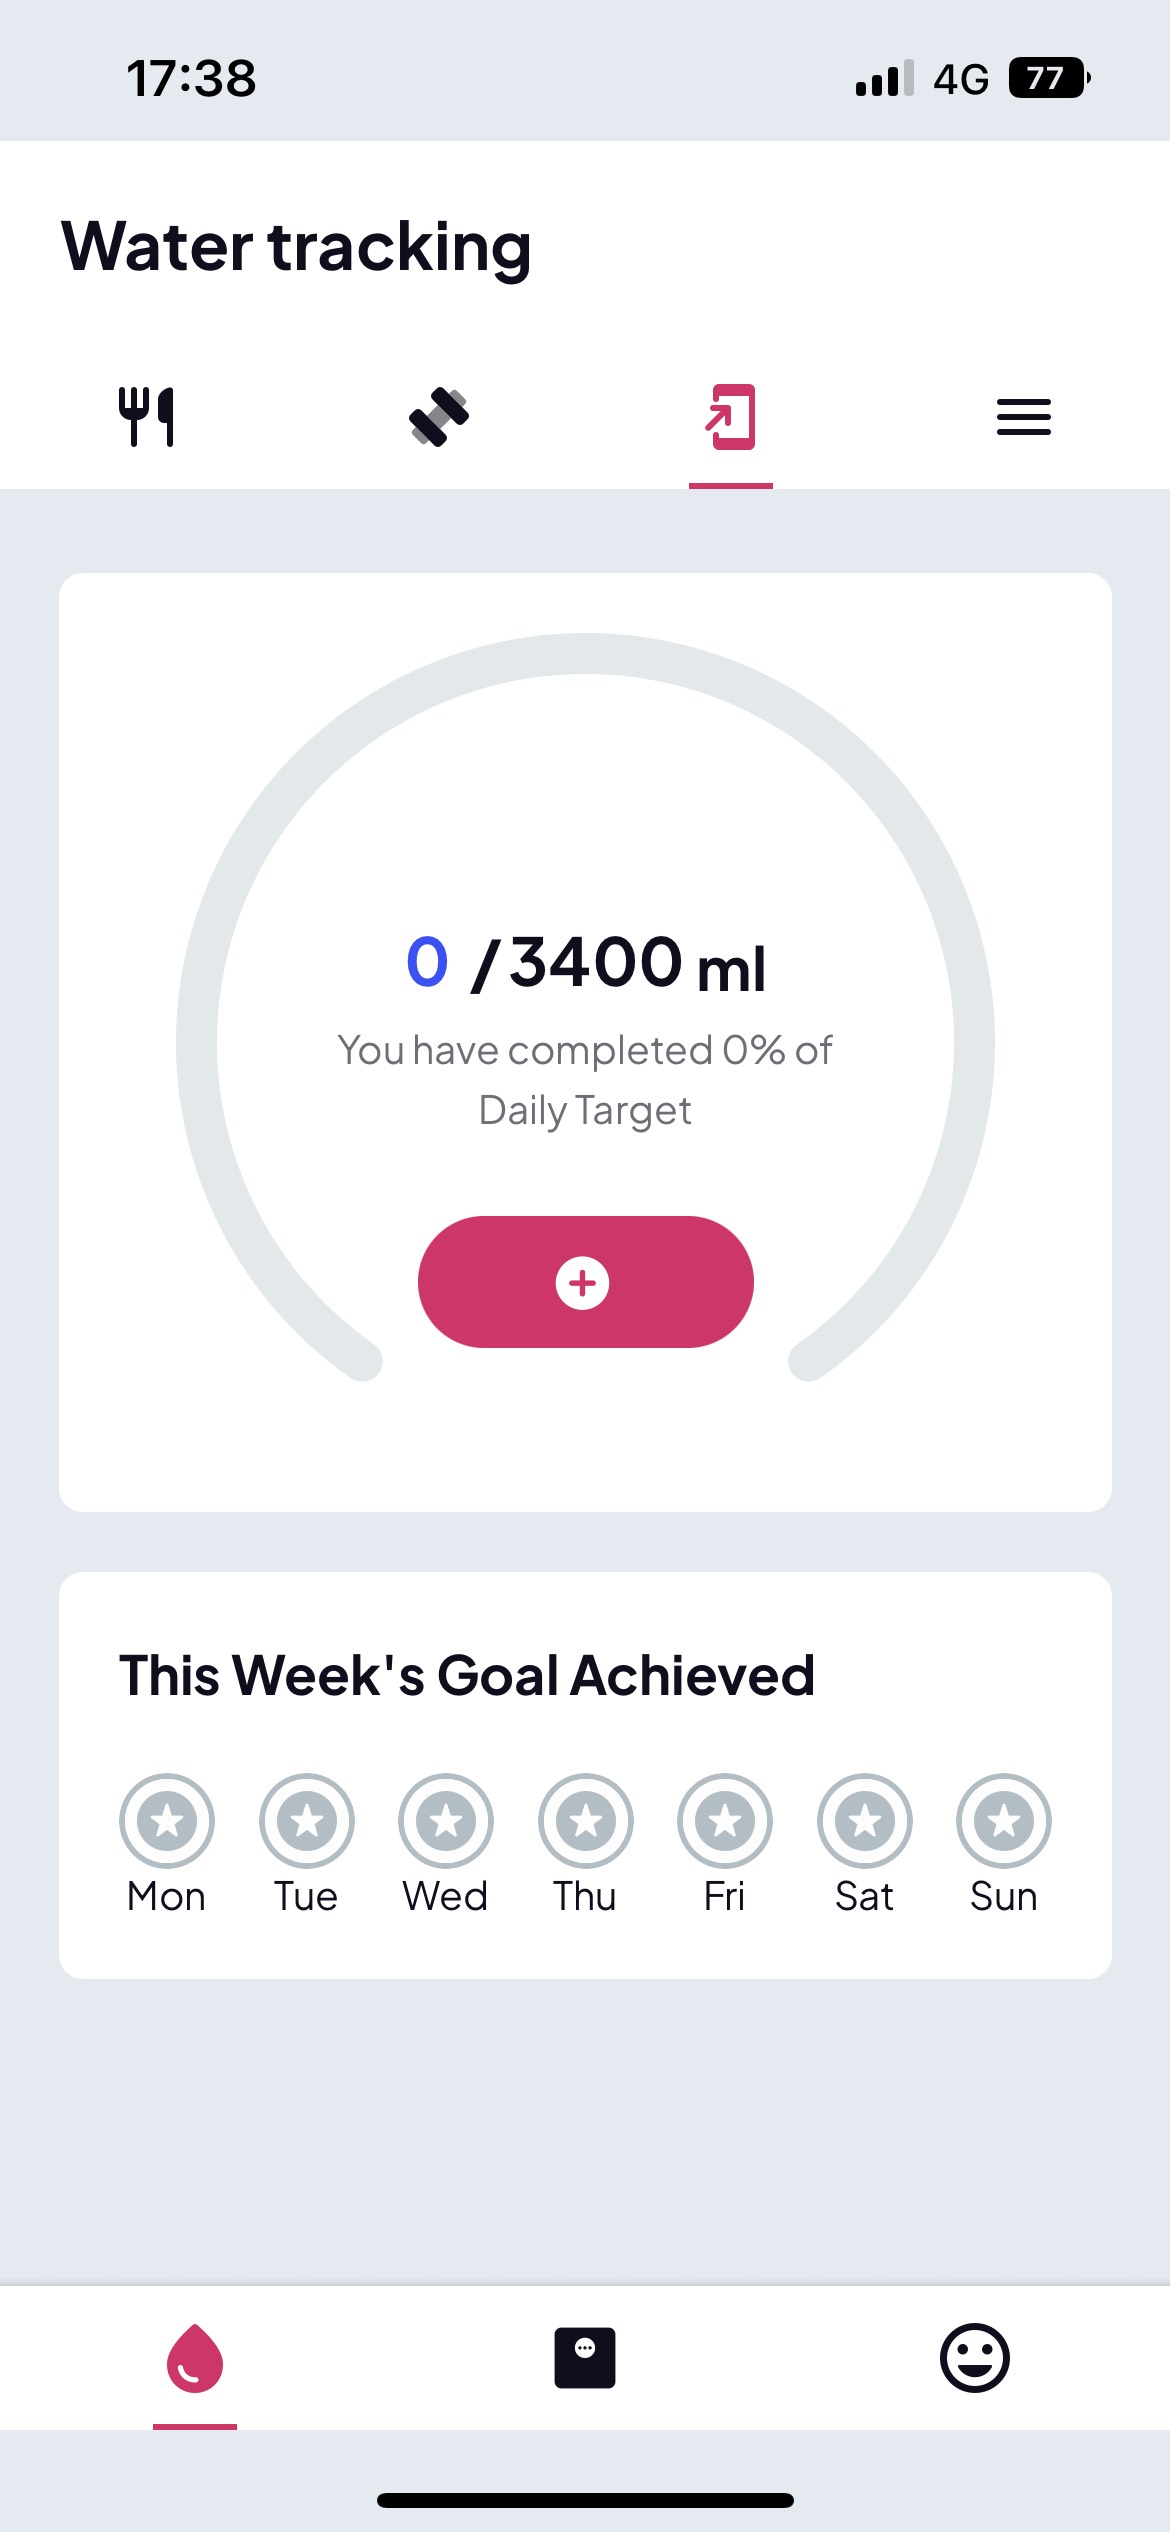 17:38 4G 77
Water tracking
0 / 3400 ml
You have completed 0% of
Daily Target
This Week's Goal Achieved
Mon Tue Wed Thu Fri Sat Sun